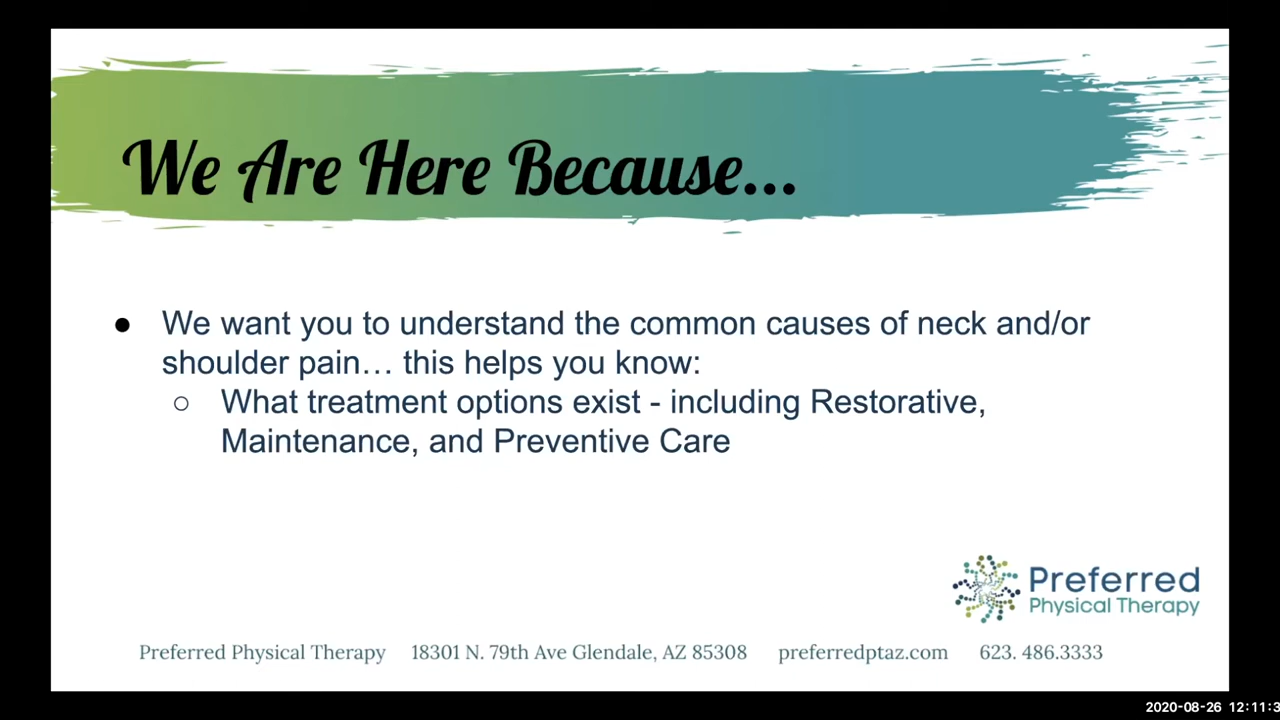 We Are Here Because...
● We want you to understand the common causes of neck and/or
shoulder pain… this helps you know:
○ What treatment options exist - including Restorative,
Maintenance, and Preventive Care
Preferred
Physical Therapy
Preferred Physical Therapy 18301 N. 79th Ave Glendale, AZ 85308 preferredptaz.com 623. 486.3333
2020-08-26 12:11:3